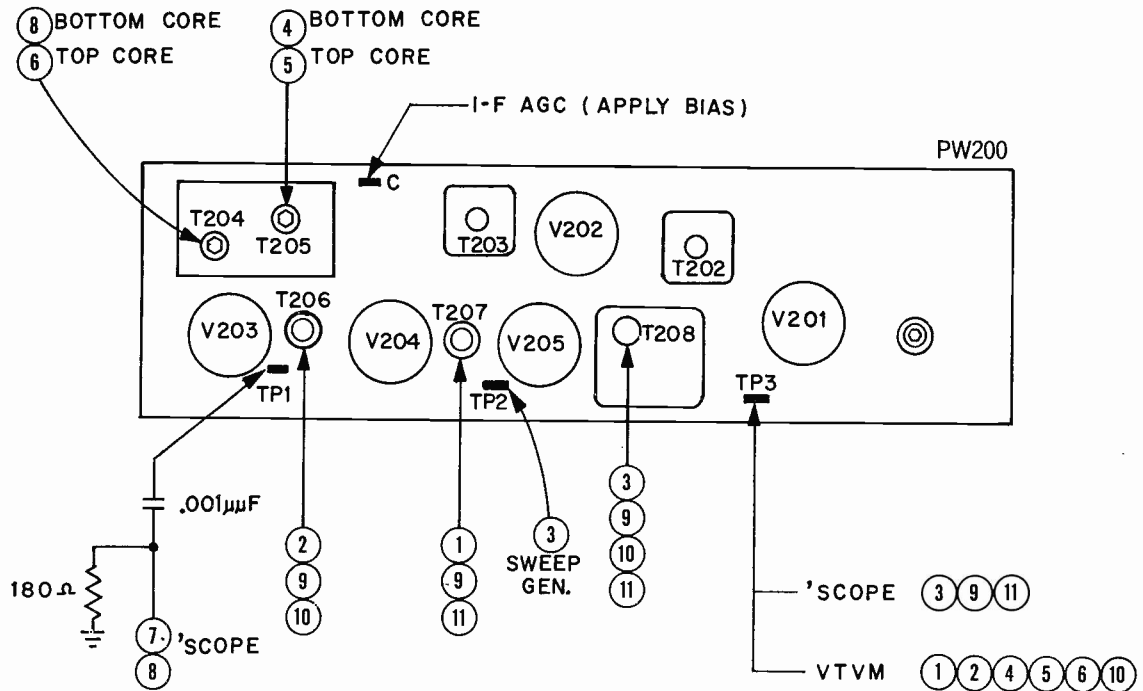 8 BOTTOM CORE
6 TOP CORE
4 BOTTOM CORE
5 TOP CORE
I-F AGC (APPLY BIAS)
PW200
C
T204
T205
T203
V202
T202
V203
T206
V204
T207
V205
T208
V201
TP1
TP2
TP3
.001µµF
180Ω
7 'SCOPE
8
2
9
10
1
9
11
3
SWEEP
GEN.
3
9
10
11
'SCOPE 3 9 11
VTVM 1 2 4 5 6 10